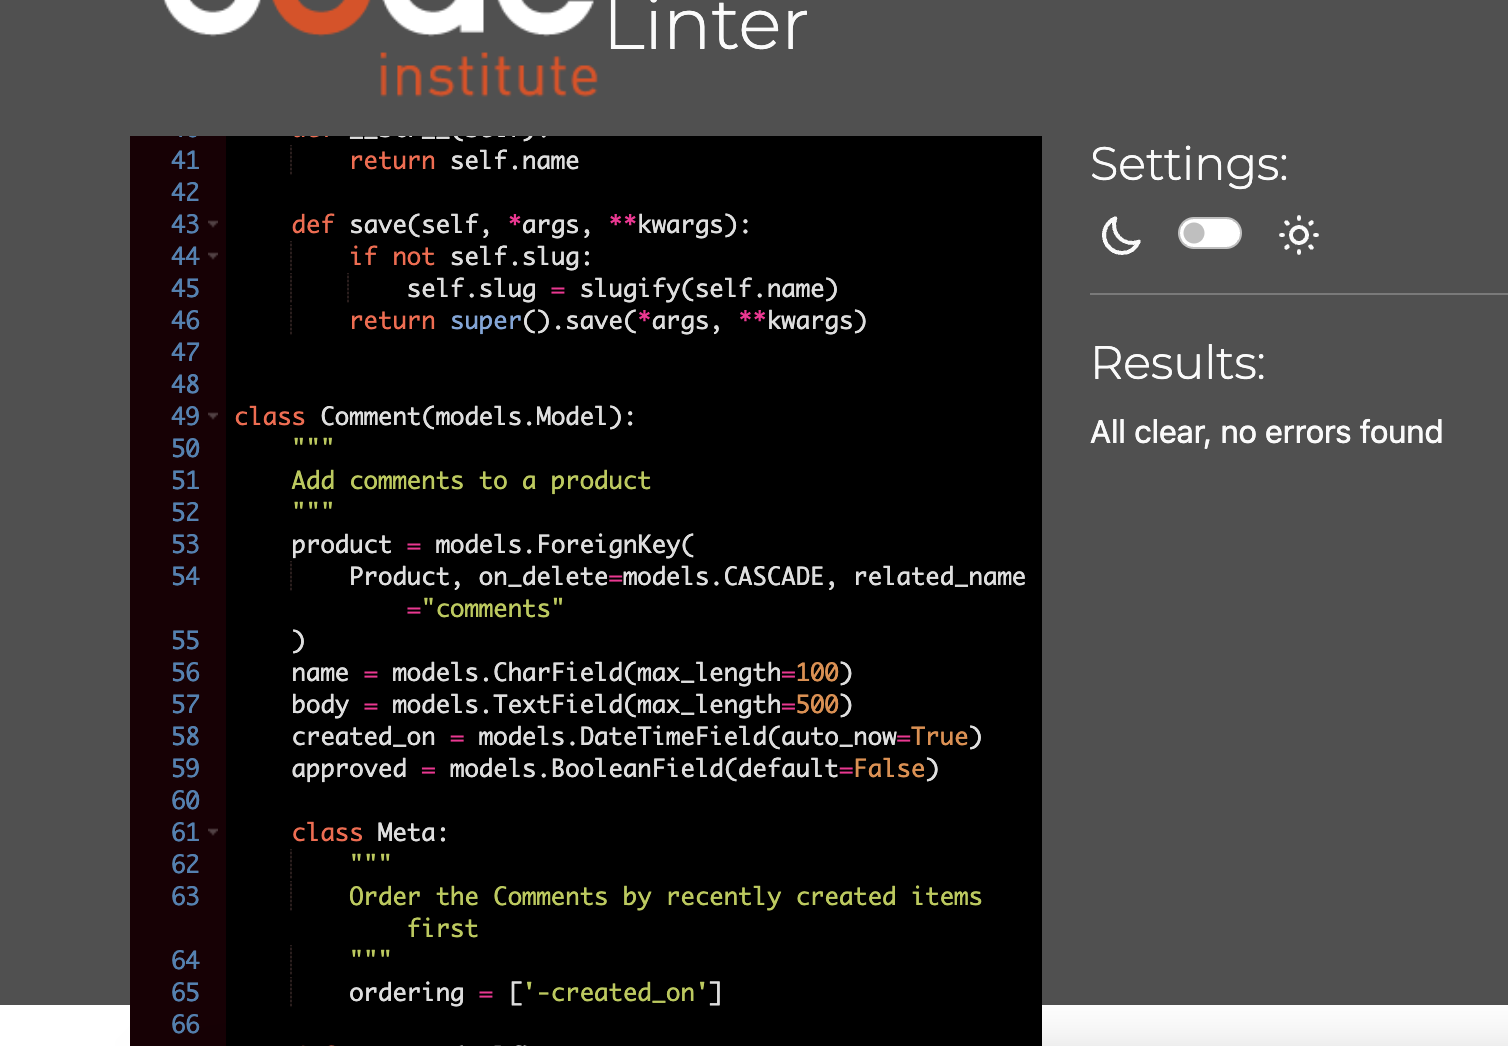 Linter
institute
41 return self.name
42
43 def save(self, *args, **kwargs):
44 if not self.slug:
45 self.slug = slugify(self.name)
46 return super().save(*args, **kwargs)
47
48
49 class Comment(models.Model):
50 """
51 Add comments to a product
52 """
53 product = models.ForeignKey(
54 Product, on_delete=models.CASCADE, related_name
="comments"
55 )
56 name = models.CharField(max_length=100)
57 body = models.TextField(max_length=500)
58 created_on = models.DateTimeField(auto_now=True)
59 approved = models.BooleanField(default=False)
60
61 class Meta:
62 """
63 Order the Comments by recently created items
first
64 """
65 ordering = ['-created_on']
66
Settings:
Results:
All clear, no errors found